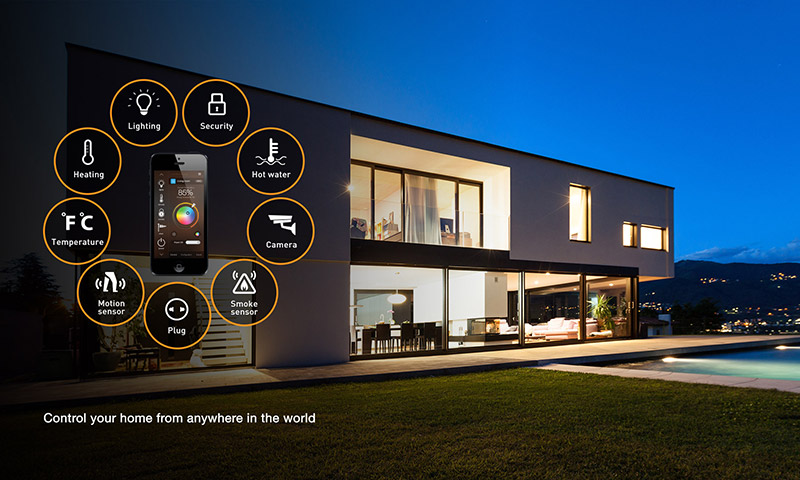 Lighting
Security
Heating
Hot water
°F°C
Temperature
Camera
Motion
sensor
Smoke
sensor
Plug
85%
Control your home from anywhere in the world